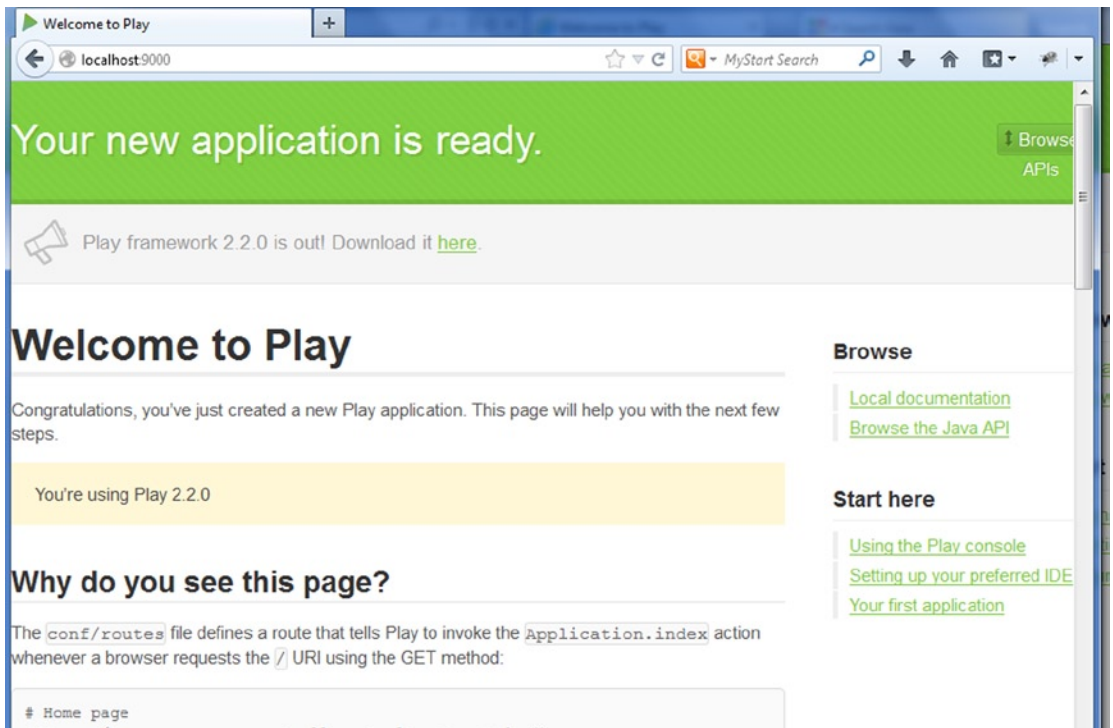 Welcome to Play
localhost:9000
MyStart Search
Your new application is ready.
Browse
APIs
Play framework 2.2.0 is out! Download it here.
Welcome to Play
Congratulations, you've just created a new Play application. This page will help you with the next few
steps.
You're using Play 2.2.0
Why do you see this page?
The conf/routes file defines a route that tells Play to invoke the Application.index action
whenever a browser requests the / URI using the GET method:
# Home page
Browse
Local documentation
Browse the Java API
Start here
Using the Play console
Setting up your preferred IDE
Your first application